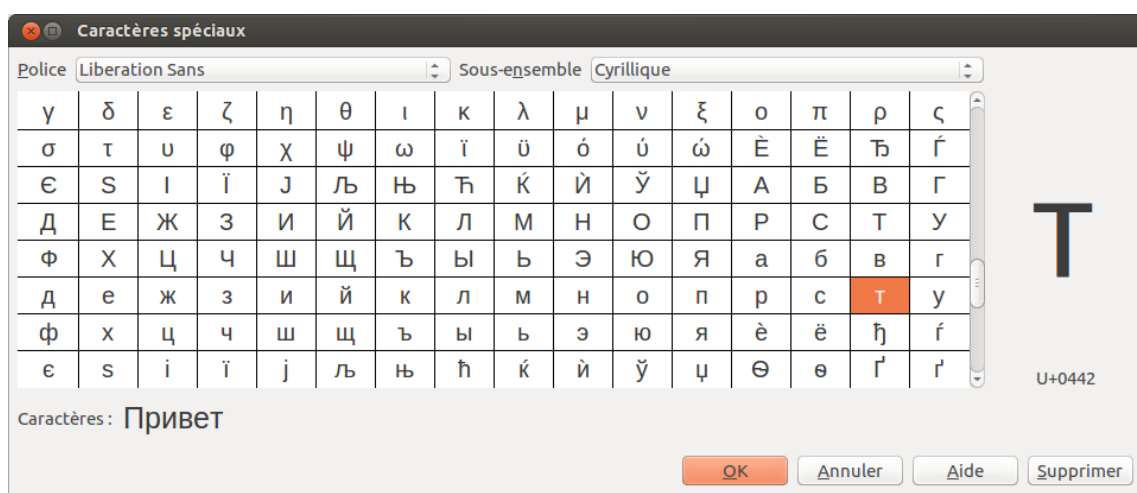 Caractères spéciaux
Police Liberation Sans Sous-ensemble Cyrillique
γ δ ε ζ η θ ι κ λ μ ν ξ ο π ρ ς
σ τ υ φ χ ψ ω ϊ ϋ ό ύ ώ Ѐ Ё Ђ Ѓ
Є Ѕ І Ї Ј Љ Њ Ћ Ќ Ѝ Ў Џ А Б В Г
Д Е Ж З И Й К Л М Н О П Р С Т У
Ф Х Ц Ч Ш Щ Ъ Ы Ь Э Ю Я а б в г
д е ж з и й к л м н о п р с т у
ф х ц ч ш щ ъ ы ь э ю я ѐ ё ђ ѓ
є ѕ і ї ј љ њ ћ ќ ѝ ў џ Ѳ ѳ Ґ ґ
т
U+0442
Caractères : Привет
OK Annuler Aide Supprimer